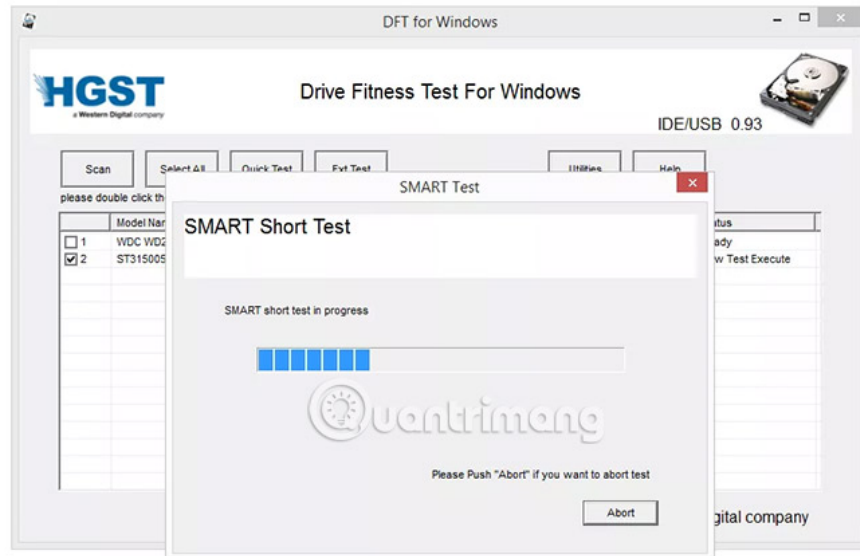 DFT for Windows
HGST
a Western Digital company
Drive Fitness Test For Windows
IDE/USB 0.93
Scan Select All Quick Test Ext Test Utilities Help
please double click th
Model Nar
1 WDC WD2
2 ST315005
SMART Test
SMART Short Test
SMART short test in progress
Quantrimang
Please Push "Abort" if you want to abort test
Abort
tus
ady
w Test Execute
gital company